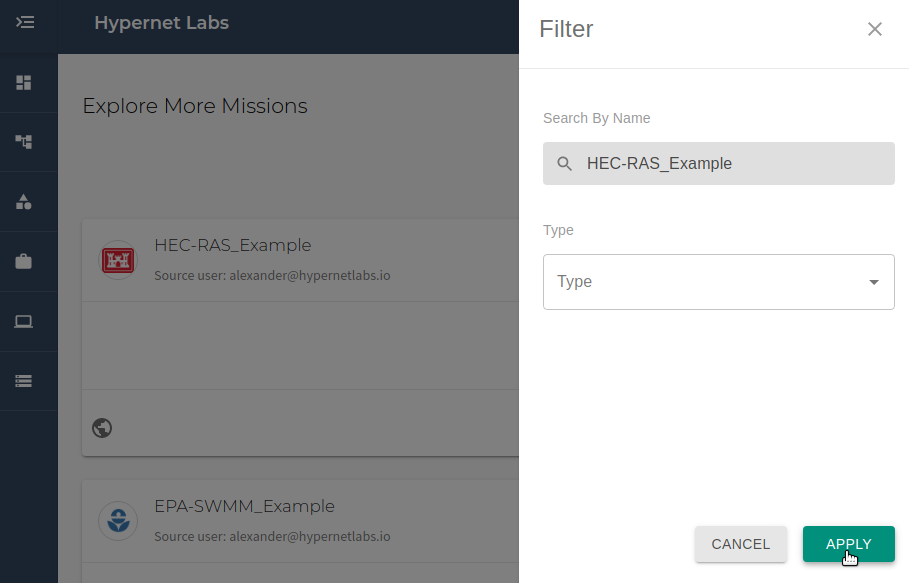 Hypernet Labs
Explore More Missions
HEC-RAS_Example
Source user: alexander@hypernetlabs.io
EPA-SWMM_Example
Source user: alexander@hypernetlabs.io
Filter
Search By Name
HEC-RAS_Example
Type
Type
CANCEL
APPLY